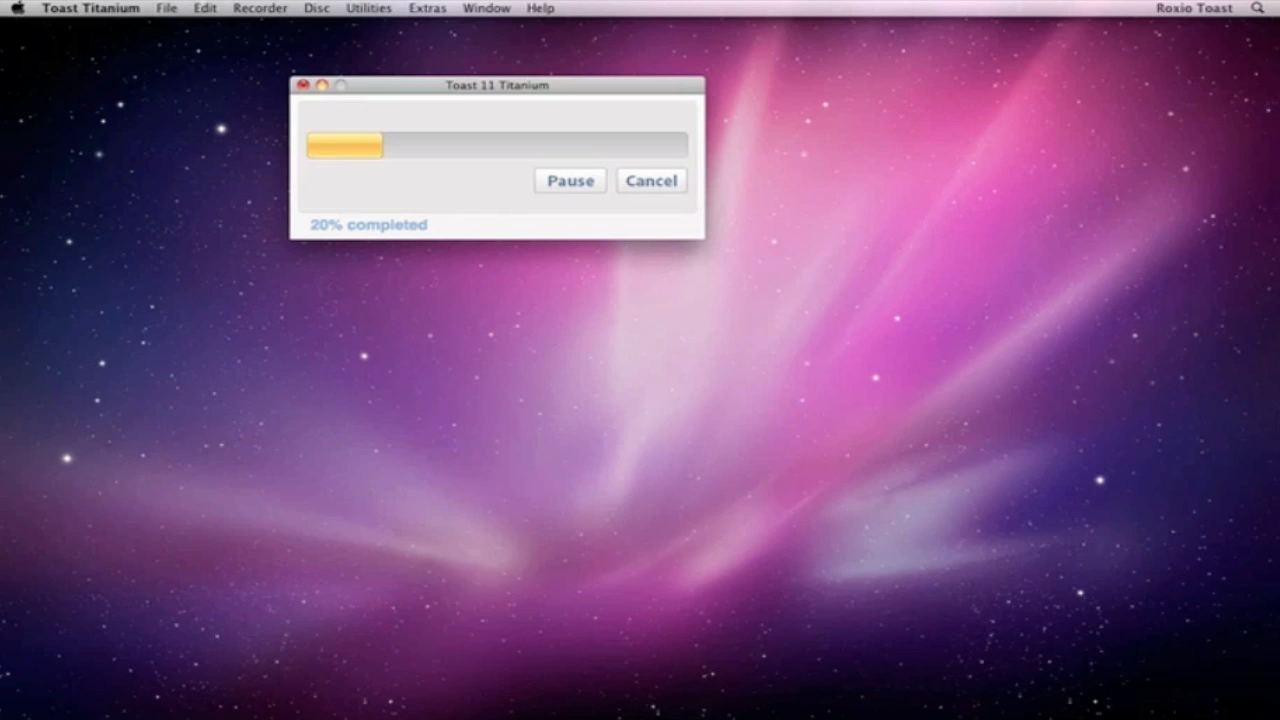 Toast Titanium File Edit Recorder Disc Utilities Extras Window Help Roxio Toast
Toast 11 Titanium
Pause Cancel
20% completed